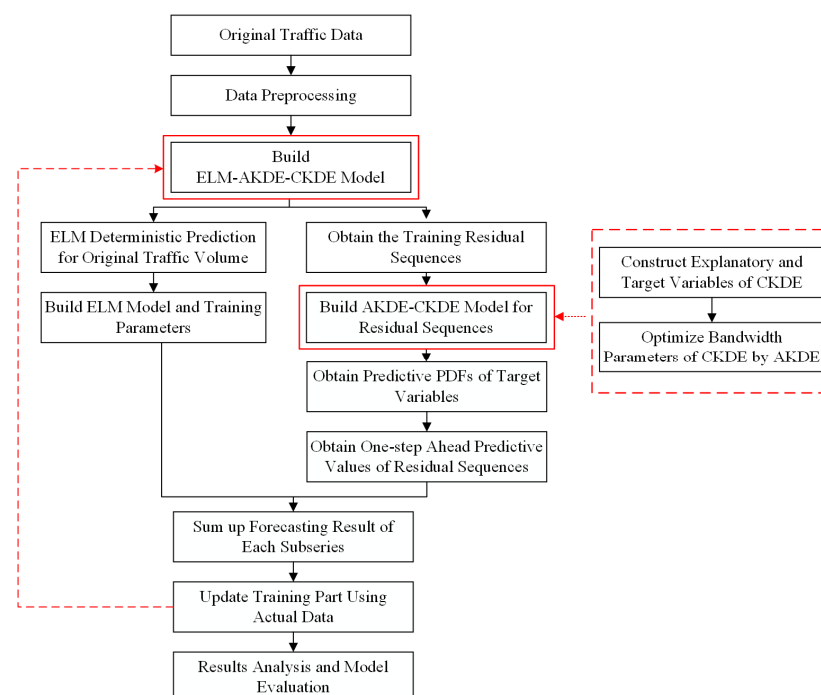 Original Traffic Data
Data Preprocessing
Build
ELM-AKDE-CKDE Model
ELM Deterministic Prediction
for Original Traffic Volume
Build ELM Model and Training
Parameters
Obtain the Training Residual
Sequences
Build AKDE-CKDE Model for
Residual Sequences
Obtain Predictive PDFs of Target
Variables
Obtain One-step Ahead Predictive
Values of Residual Sequences
Construct Explanatory and
Target Variables of CKDE
Optimize Bandwidth
Parameters of CKDE by AKDE
Sum up Forecasting Result of
Each Subseries
Update Training Part Using
Actual Data
Results Analysis and Model
Evaluation